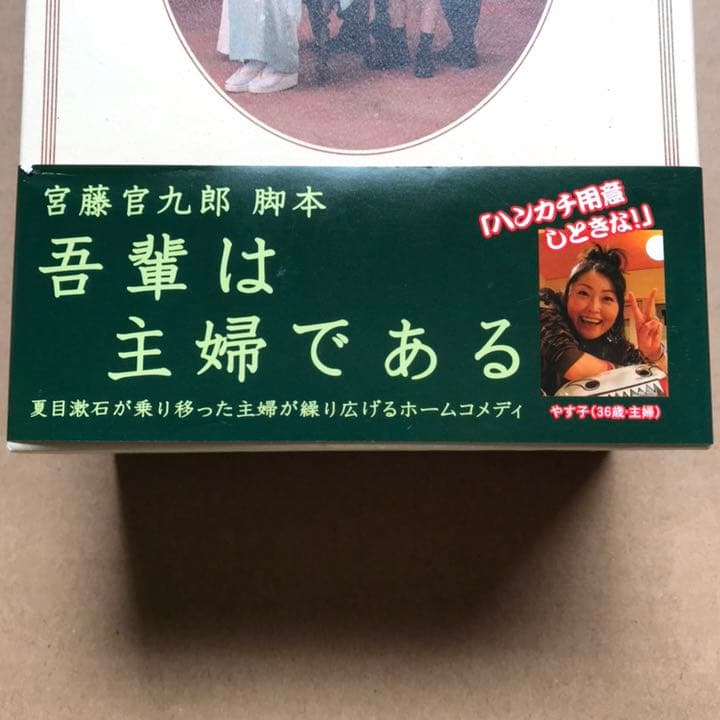 宮藤官九郎 脚本
吾輩は
主婦である
夏目漱石が乗り移った主婦が繰り広げるホームコメディ
「ハンカチ用意
しときな!」
やす子(36歳・主婦)